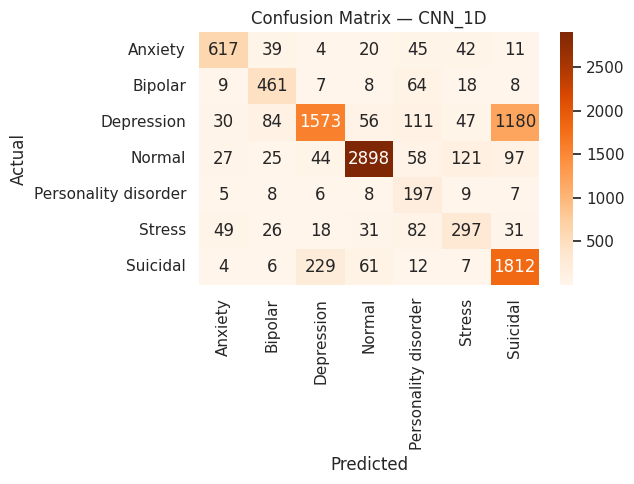 Confusion Matrix — CNN_1D
Actual
Anxiety 617 39 4 20 45 42 11
Bipolar 9 461 7 8 64 18 8
Depression 30 84 1573 56 111 47 1180
Normal 27 25 44 2898 58 121 97
Personality disorder 5 8 6 8 197 9 7
Stress 49 26 18 31 82 297 31
Suicidal 4 6 229 61 12 7 1812
Anxiety Bipolar Depression Normal Personality disorder Stress Suicidal
Predicted
2500
2000
1500
1000
500